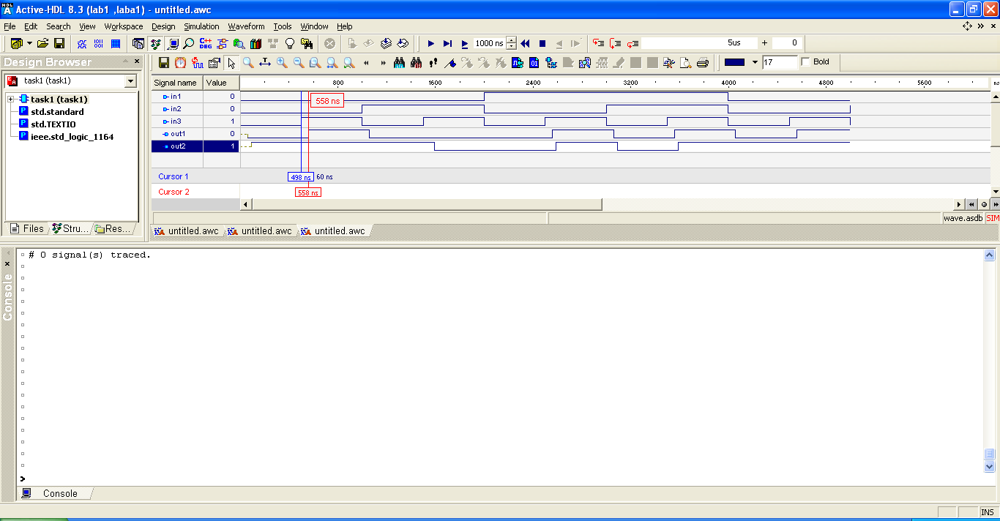 Active-HDL 8.3 (lab1 ,laba1) - untitled.awc
File Edit Search View Workspace Design Simulation Waveform Tools Window Help
1000 ns 5us + 0
Design Browser
17 Bold
task1 (task1)
task1 (task1)
std.standard
std.TEXTIO
ieee.std_logic_1164
Files Stru... Res...
Signal name Value 800 1600 2400 3200 4000 4800 5600 ns
in1 0
558 ns
in2 0
in3 1
out1 0
out2 1
Cursor 1 498 ns 60 ns
Cursor 2 558 ns
wave.asdb SIM
untitled.awc untitled.awc untitled.awc
# 0 signal(s) traced.
>
Console
Console
INS